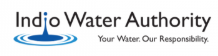 Indio Water Authority
Your Water. Our Responsibility.